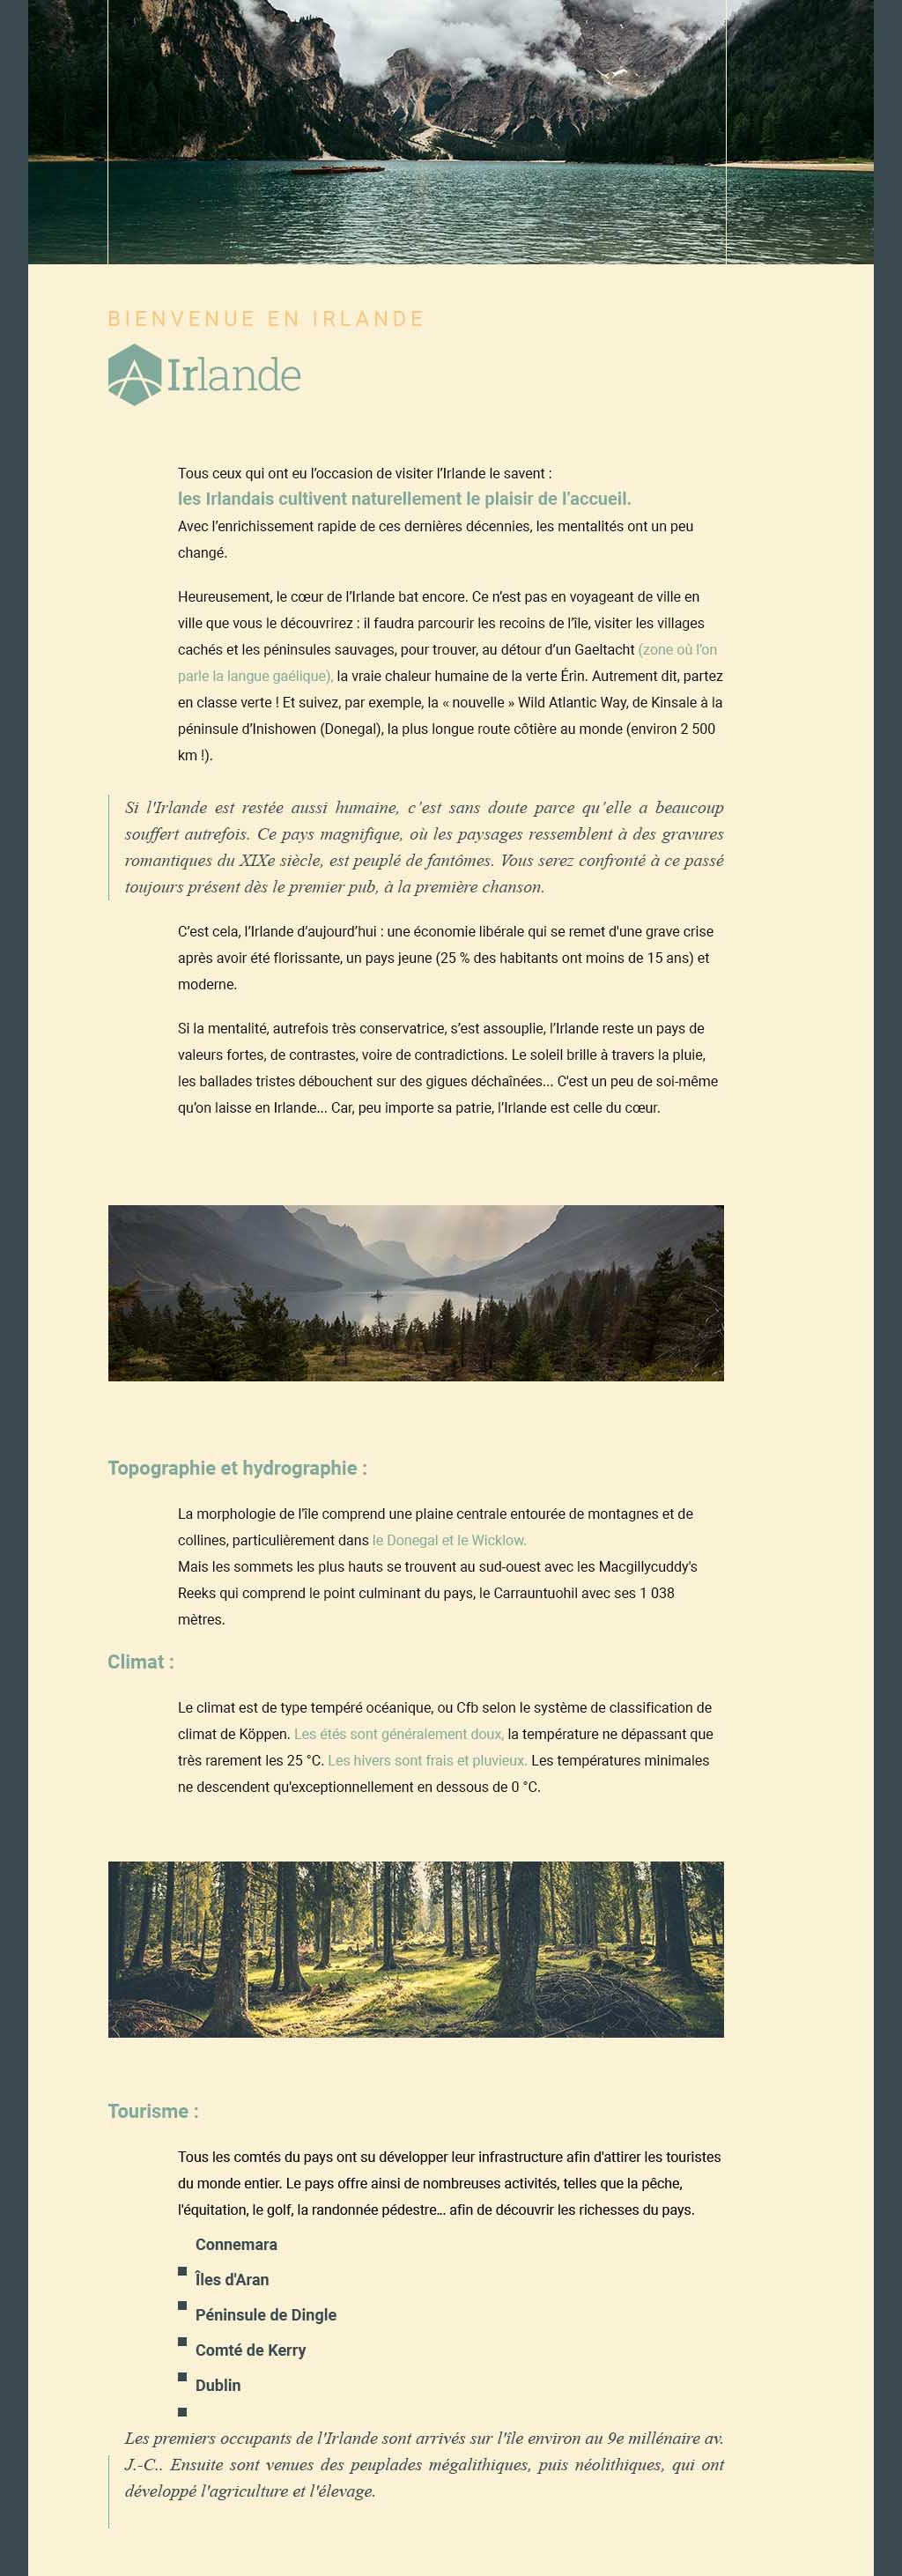 BIENVENUE EN IRLANDE
Irlande
Tous ceux qui ont eu l’occasion de visiter l’Irlande le savent :
les Irlandais cultivent naturellement le plaisir de l’accueil.
Avec l’enrichissement rapide de ces dernières décennies, les mentalités ont un peu
changé.
Heureusement, le cœur de l’Irlande bat encore. Ce n’est pas en voyageant de ville en
ville que vous le découvrirez : il faudra parcourir les recoins de l’île, visiter les villages
cachés et les péninsules sauvages, pour trouver, au détour d’un Gaeltacht (zone où l’on
parle la langue gaélique), la vraie chaleur humaine de la verte Érin. Autrement dit, partez
en classe verte ! Et suivez, par exemple, la « nouvelle » Wild Atlantic Way, de Kinsale à la
péninsule d’Inishowen (Donegal), la plus longue route côtière au monde (environ 2 500
km !).
Si l'Irlande est restée aussi humaine, c’est sans doute parce qu’elle a beaucoup
souffert autrefois. Ce pays magnifique, où les paysages ressemblent à des gravures
romantiques du XIXe siècle, est peuplé de fantômes. Vous serez confronté à ce passé
toujours présent dès le premier pub, à la première chanson.
C’est cela, l’Irlande d’aujourd’hui : une économie libérale qui se remet d'une grave crise
après avoir été florissante, un pays jeune (25 % des habitants ont moins de 15 ans) et
moderne.
Si la mentalité, autrefois très conservatrice, s’est assouplie, l’Irlande reste un pays de
valeurs fortes, de contrastes, voire de contradictions. Le soleil brille à travers la pluie,
les ballades tristes débouchent sur des gigues déchaînées... C'est un peu de soi-même
qu’on laisse en Irlande... Car, peu importe sa patrie, l’Irlande est celle du cœur.
Topographie et hydrographie :
La morphologie de l'île comprend une plaine centrale entourée de montagnes et de
collines, particulièrement dans le Donegal et le Wicklow.
Mais les sommets les plus hauts se trouvent au sud-ouest avec les Macgillycuddy's
Reeks qui comprend le point culminant du pays, le Carrauntuohil avec ses 1 038
mètres.
Climat :
Le climat est de type tempéré océanique, ou Cfb selon le système de classification de
climat de Köppen. Les étés sont généralement doux, la température ne dépassant que
très rarement les 25 °C. Les hivers sont frais et pluvieux. Les températures minimales
ne descendent qu'exceptionnellement en dessous de 0 °C.
Tourisme :
Tous les comtés du pays ont su développer leur infrastructure afin d'attirer les touristes
du monde entier. Le pays offre ainsi de nombreuses activités, telles que la pêche,
l'équitation, le golf, la randonnée pédestre… afin de découvrir les richesses du pays.
Connemara
Îles d'Aran
Péninsule de Dingle
Comté de Kerry
Dublin
Les premiers occupants de l'Irlande sont arrivés sur l'île environ au 9e millénaire av.
J.-C.. Ensuite sont venues des peuplades mégalithiques, puis néolithiques, qui ont
développé l'agriculture et l'élevage.